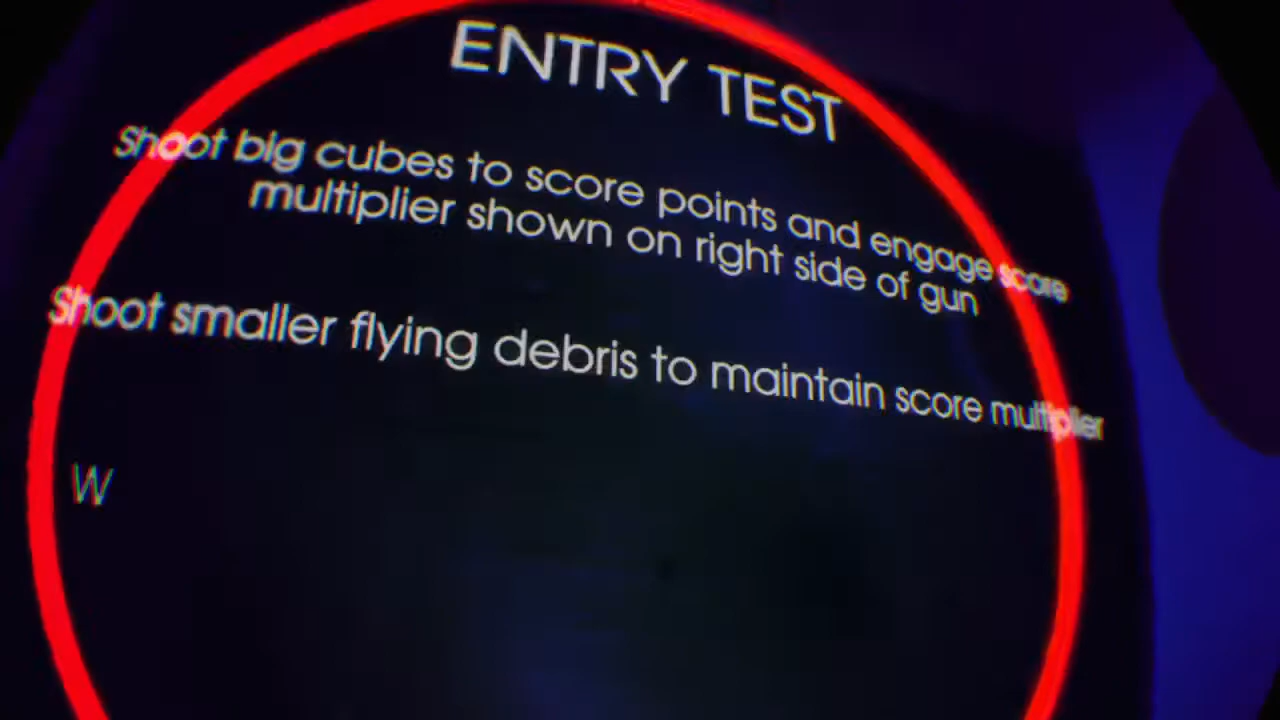 ENTRY TEST
Shoot big cubes to score points and engage score
multiplier shown on right side of gun
Shoot smaller flying debris to maintain score multiplier
W